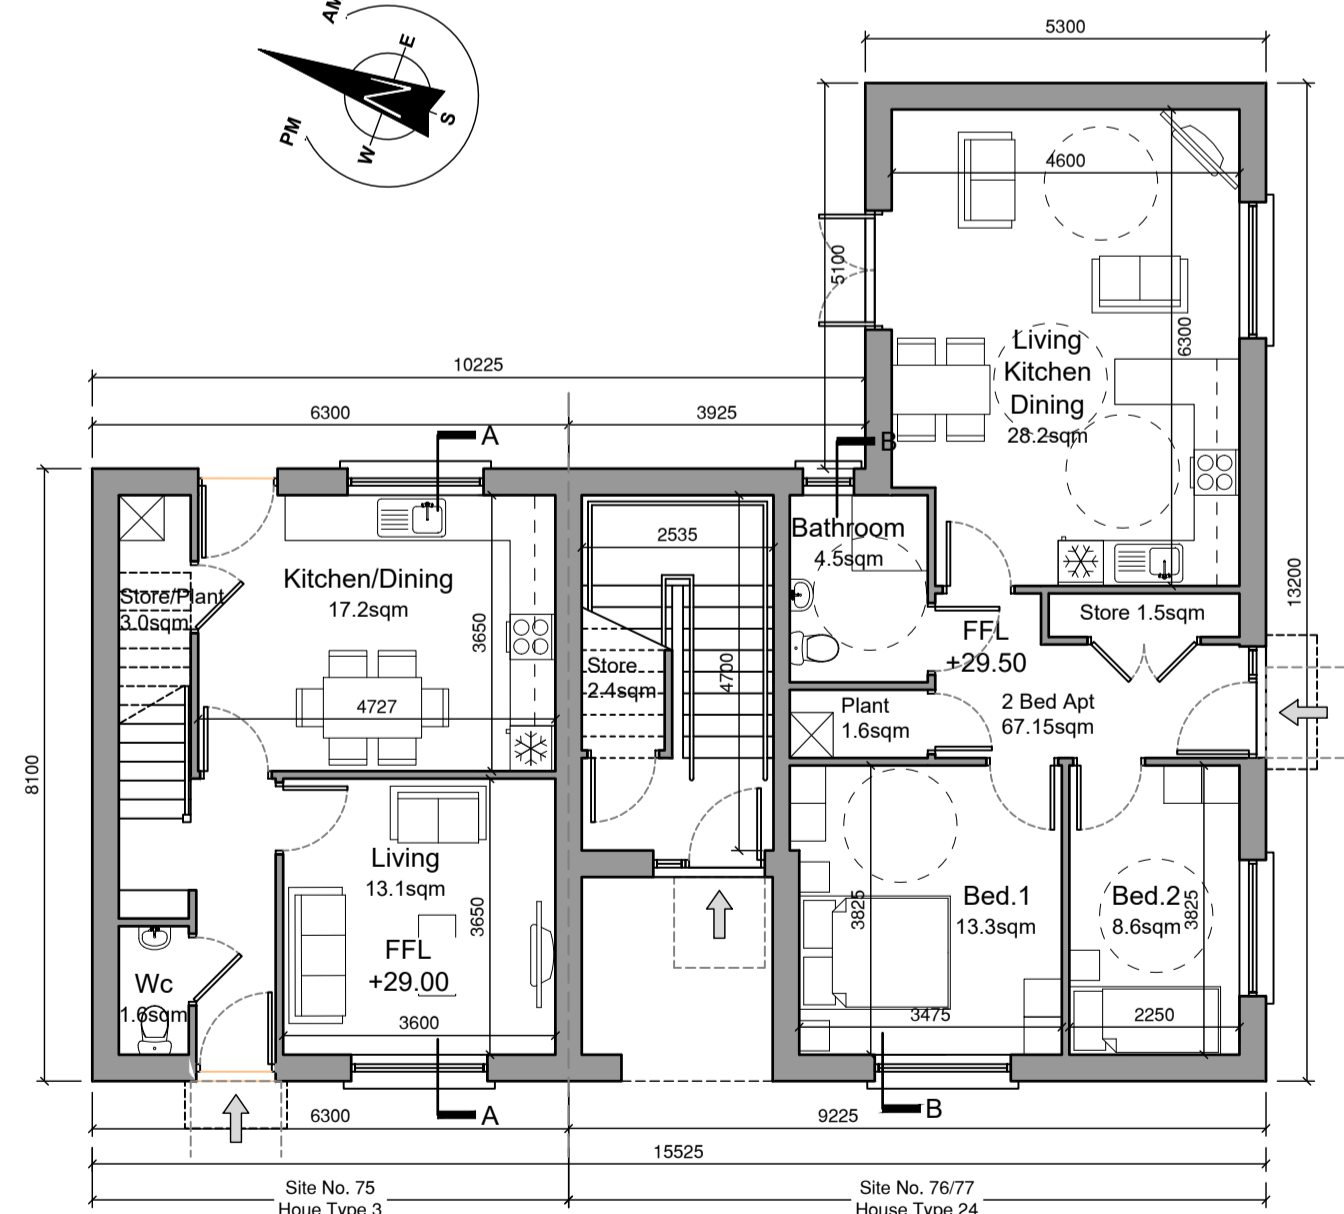 AM
E
N
S
W
PM
5300
4600
5100
6300
Living
Kitchen
Dining
28.2sqm
13200
10225
6300
3925
A
B
2535
Bathroom
4.5sqm
Kitchen/Dining
17.2sqm
Store/Plant
3.0sqm
3650
4727
Store
2.4sqm
4700
Store 1.5sqm
FFL
+29.50
Plant
1.6sqm
2 Bed Apt
67.15sqm
8100
Living
13.1sqm
3650
FFL
+29.00
3600
Wc
1.6sqm
3825
Bed.1
13.3sqm
3475
Bed.2
8.6sqm
3825
2250
A
B
6300
9225
15525
Site No. 75
Houe Type 3
Site No. 76/77
House Type 24